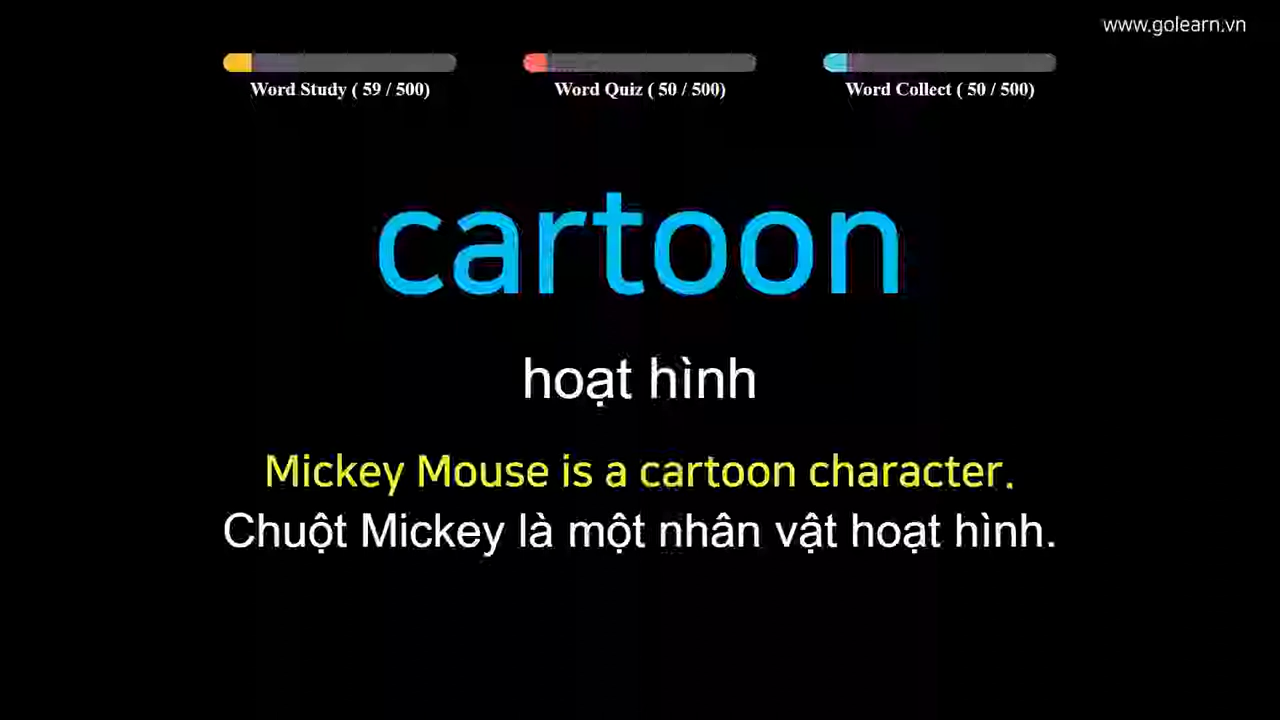 www.golearn.vn
Word Study ( 59 / 500) Word Quiz ( 50 / 500) Word Collect ( 50 / 500)
cartoon
hoạt hình
Mickey Mouse is a cartoon character.
Chuột Mickey là một nhân vật hoạt hình.